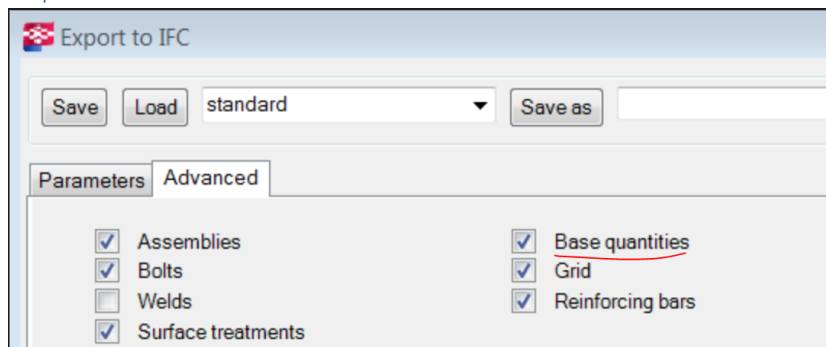 Export to IFC
Save Load standard Save as
Parameters Advanced
Assemblies Base quantities
Bolts Grid
Welds Reinforcing bars
Surface treatments